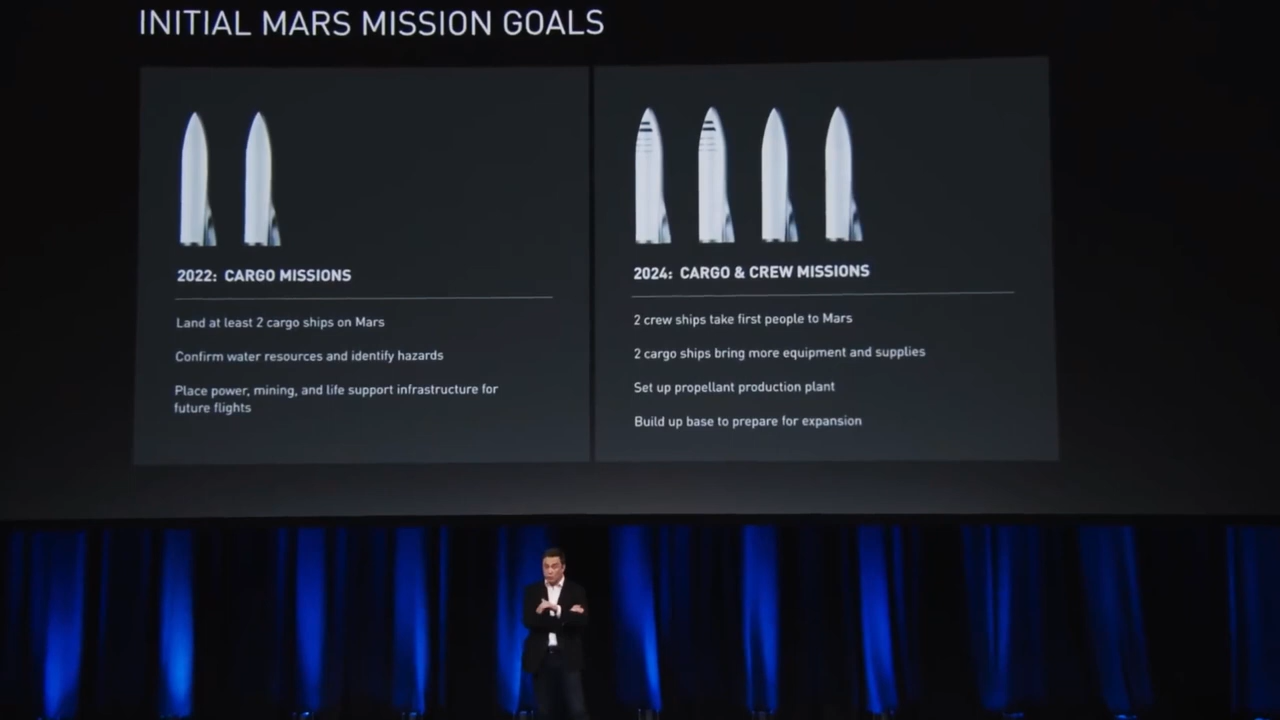 INITIAL MARS MISSION GOALS
2022: CARGO MISSIONS
Land at least 2 cargo ships on Mars
Confirm water resources and identify hazards
Place power, mining, and life support infrastructure for
future flights
2024: CARGO & CREW MISSIONS
2 crew ships take first people to Mars
2 cargo ships bring more equipment and supplies
Set up propellant production plant
Build up base to prepare for expansion